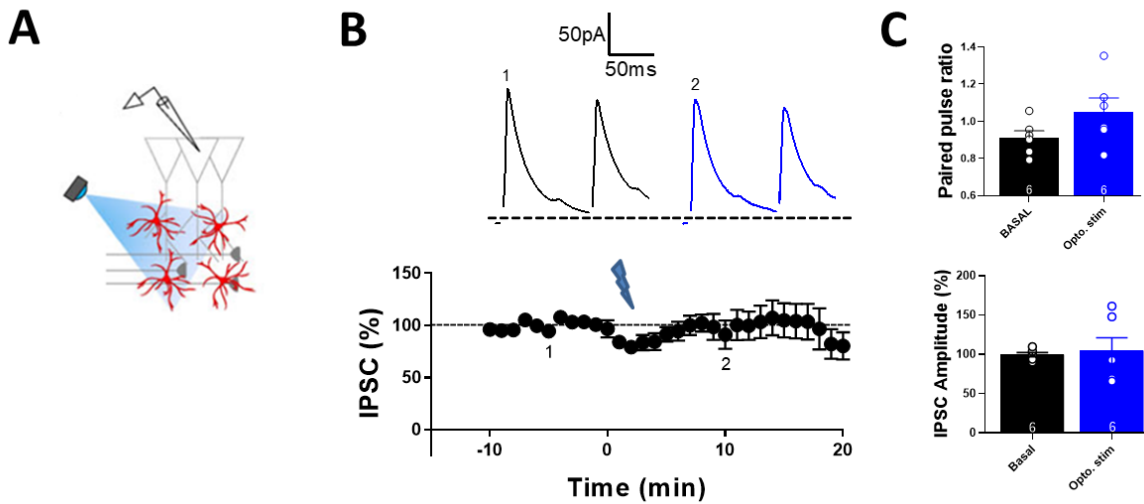 A
B
C
50pA
50ms
1
2
IPSC (%)
150
100
50
0
1
2
-10
0
10
20
Time (min)
Paired pulse ratio
1.4
1.2
1.0
0.8
0.6
6
6
BASAL
Opto. stim
IPSC Amplitude (%)
200
150
100
50
0
6
6
Basal
Opto. stim